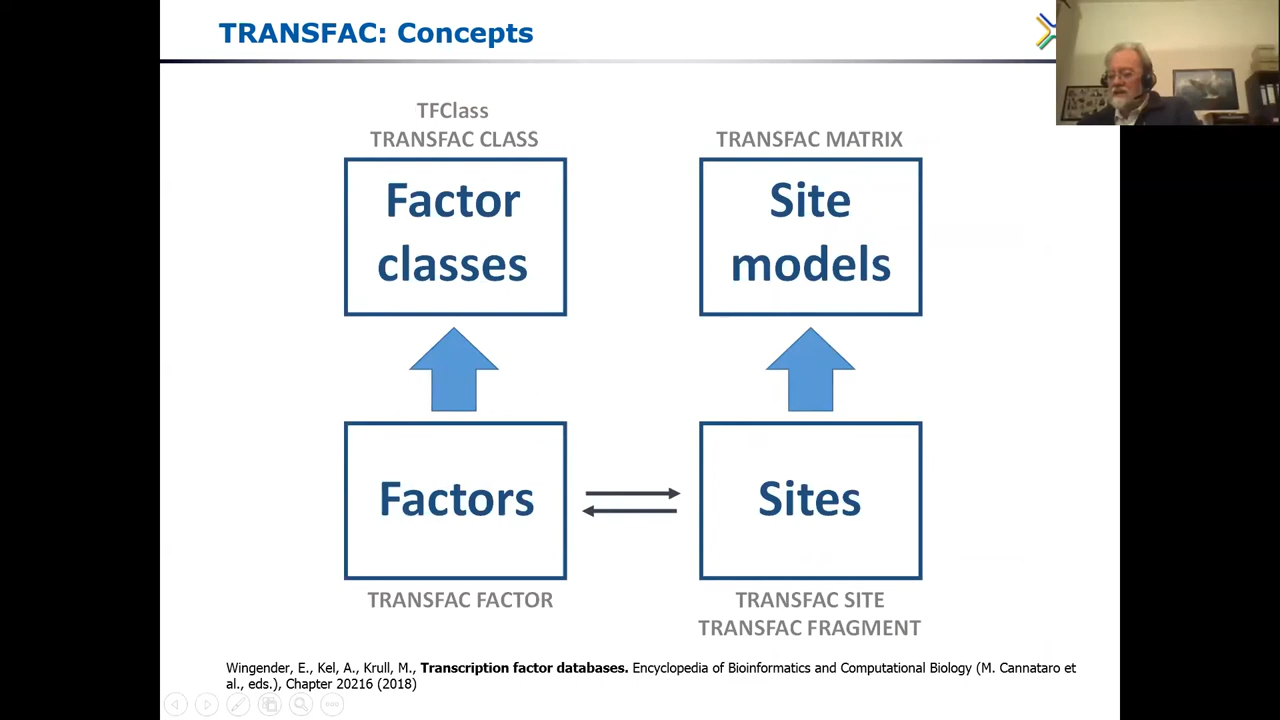 TRANSFAC: Concepts
TFClass
TRANSFAC CLASS
Factor
classes
TRANSFAC MATRIX
Site
models
Factors
TRANSFAC FACTOR
Sites
TRANSFAC SITE
TRANSFAC FRAGMENT
Wingender, E., Kel, A., Krull, M., Transcription factor databases. Encyclopedia of Bioinformatics and Computational Biology (M. Cannataro et
al., eds.), Chapter 20216 (2018)